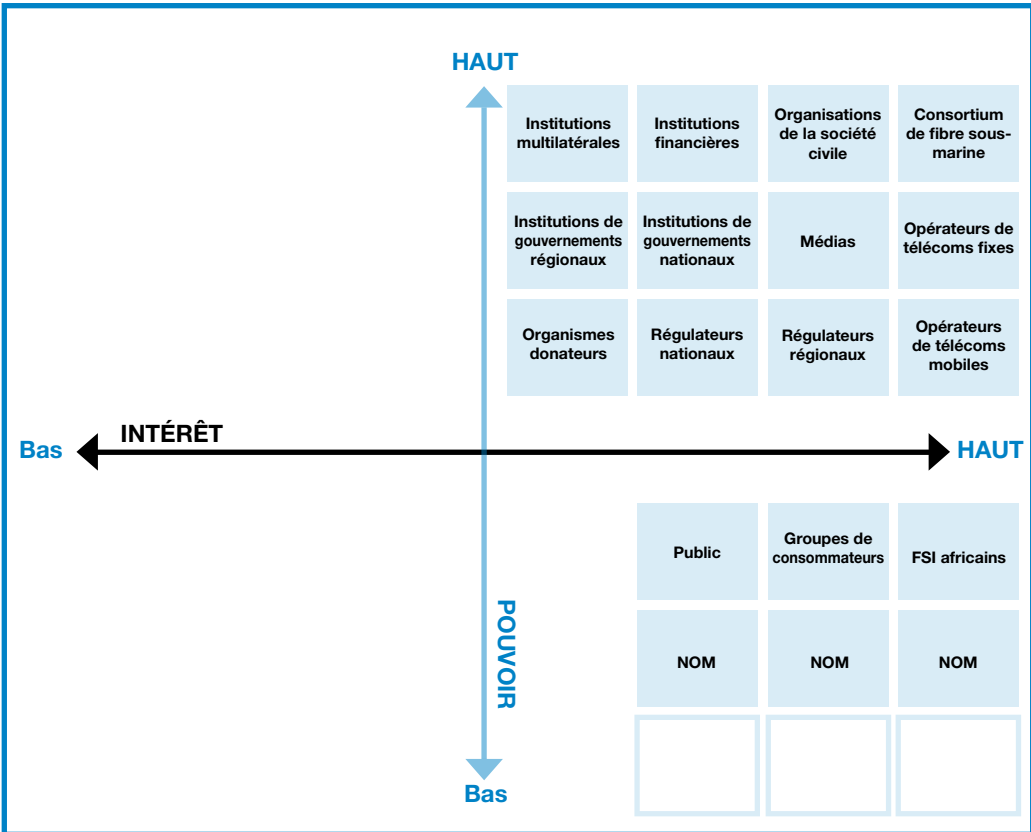 HAUT
Institutions
multilatérales
Institutions
financières
Organisations
de la société
civile
Consortium
de fibre sous-
marine
Institutions de
gouvernements
régionaux
Institutions de
gouvernements
nationaux
Médias
Opérateurs de
télécoms fixes
Organismes
donateurs
Régulateurs
nationaux
Régulateurs
régionaux
Opérateurs
de télécoms
mobiles
INTÉRÊT
Bas
HAUT
Public
Groupes de
consommateurs
FSI africains
POUVOIR
NOM
NOM
NOM
Bas